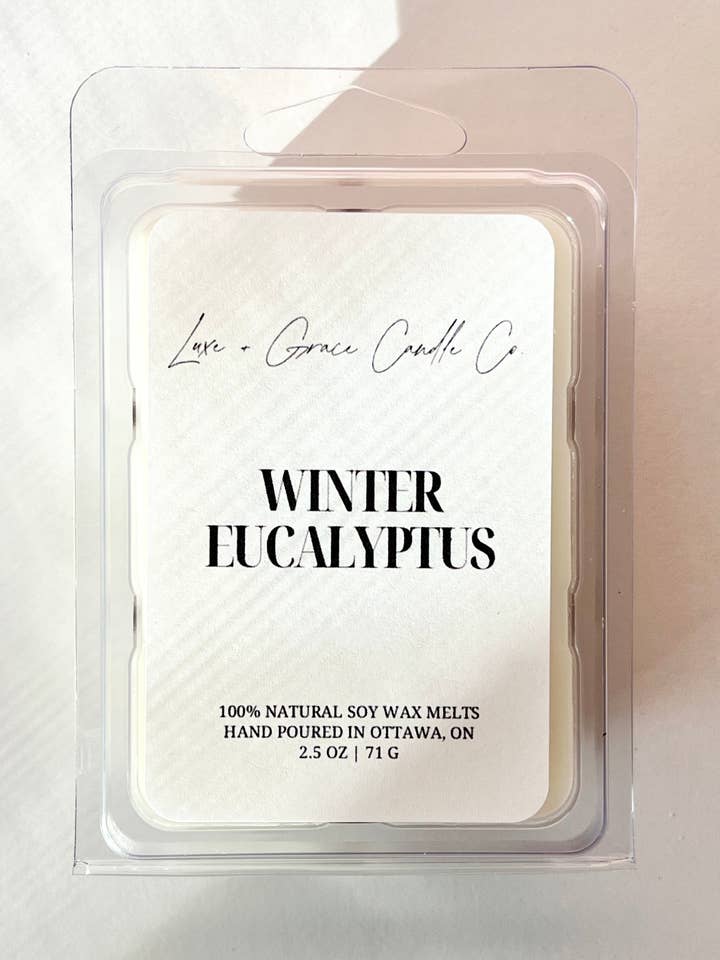 Luxe + Grace Candle Co.
WINTER
EUCALYPTUS
100% NATURAL SOY WAX MELTS
HAND POURED IN OTTAWA, ON
2.5 OZ | 71 G